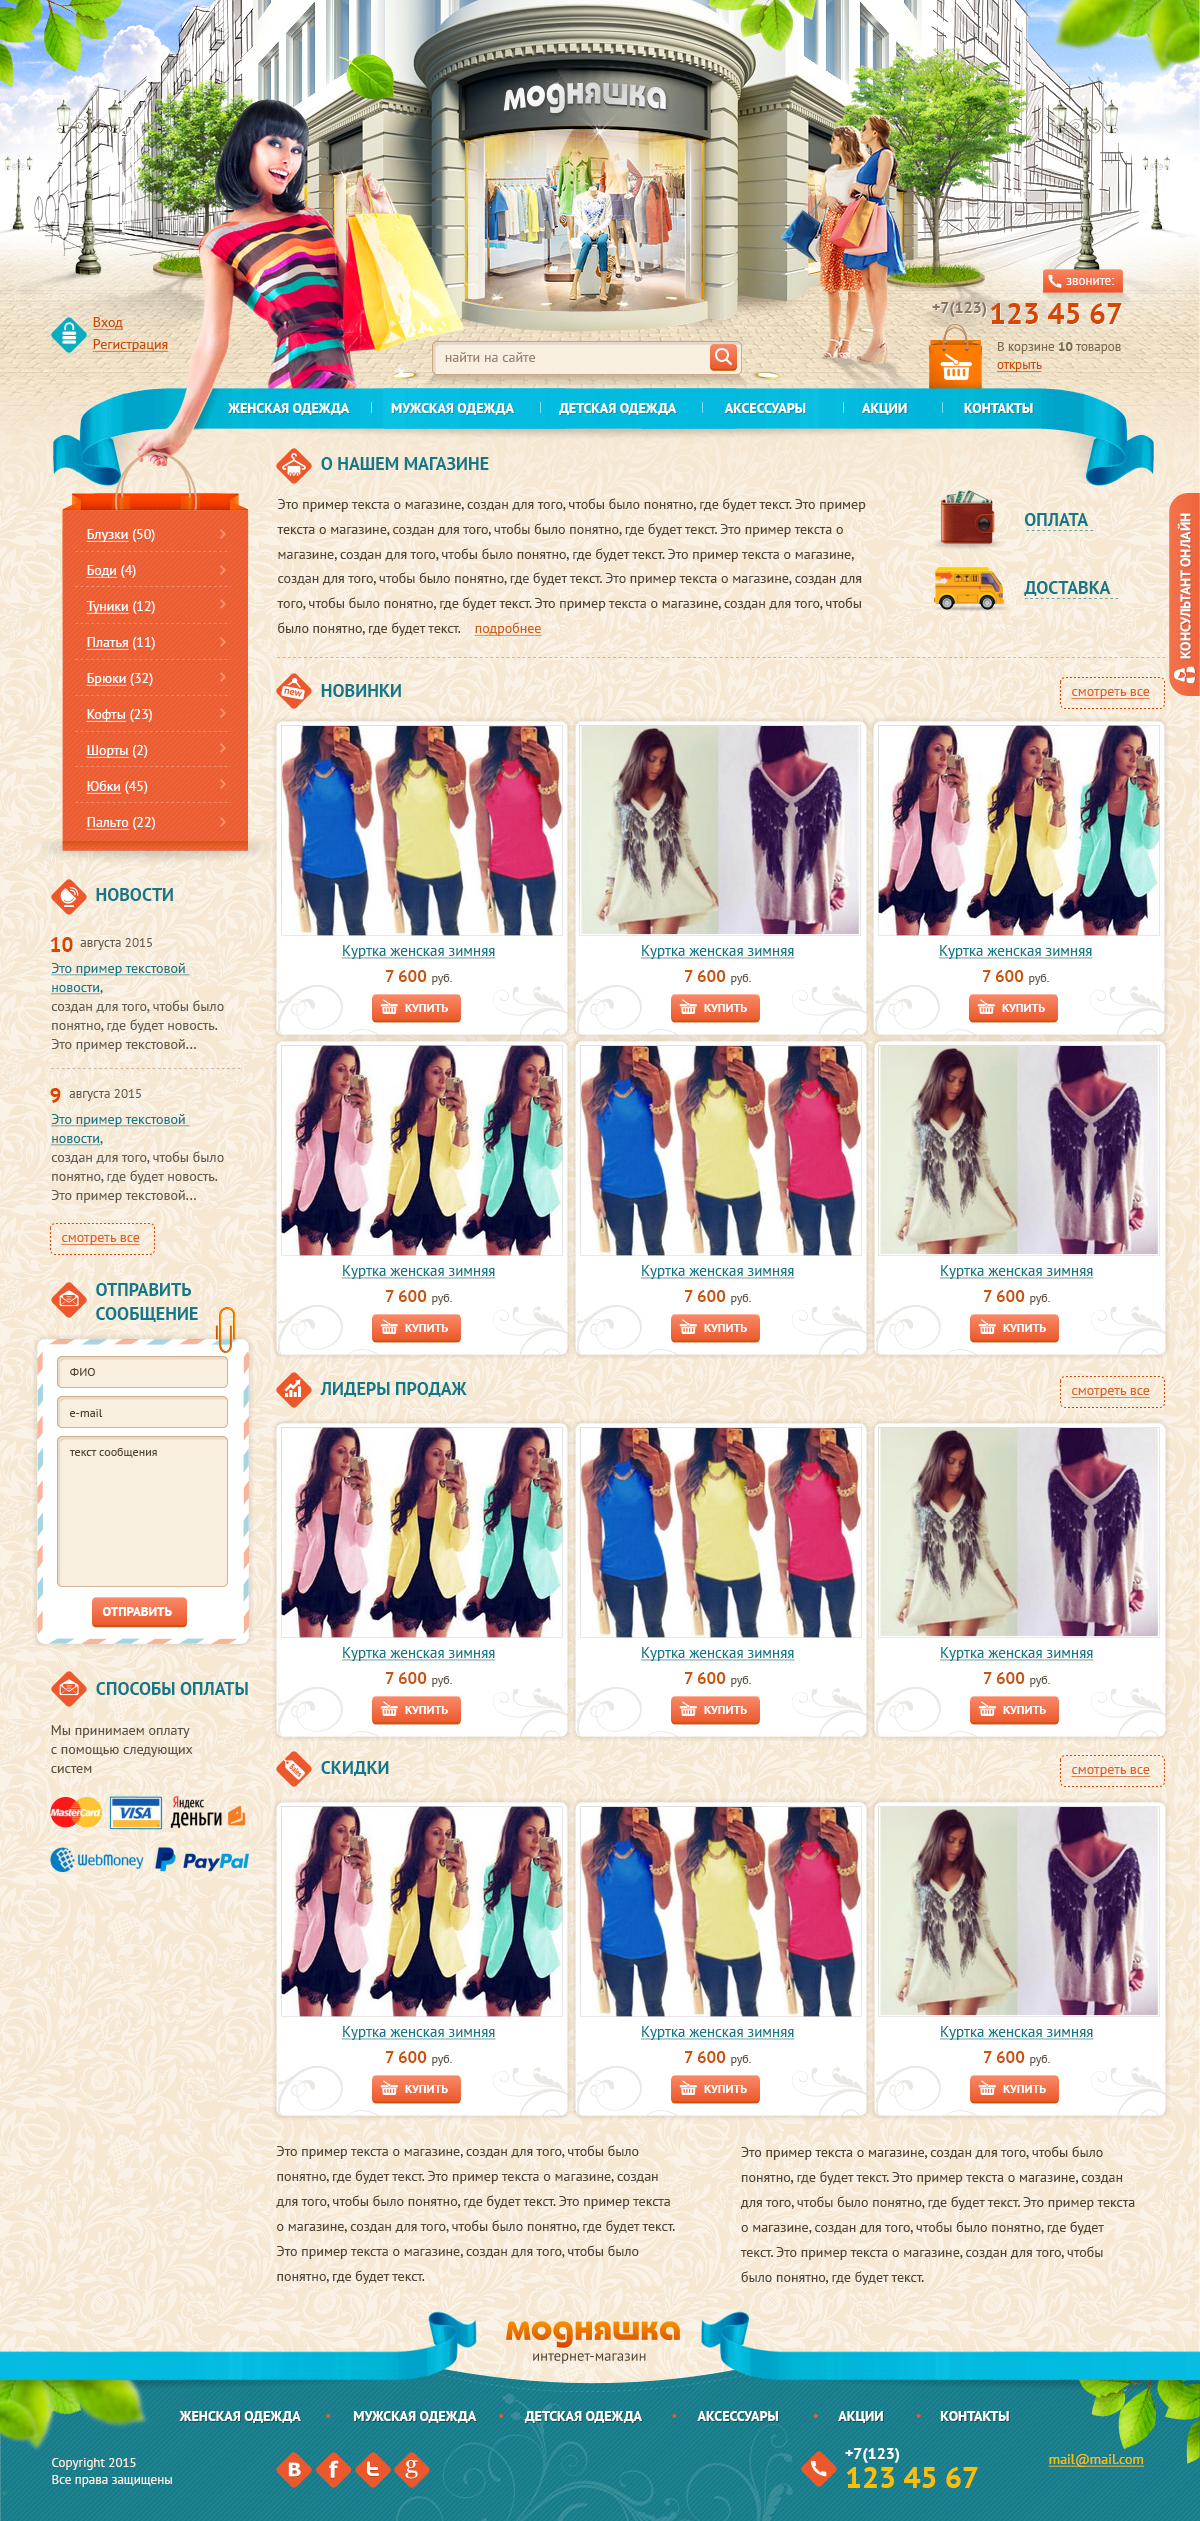 модняшка
звоните:
+7(123) 123 45 67
Вход
Регистрация
найти на сайте
В корзине 10 товаров
открыть
ЖЕНСКАЯ ОДЕЖДА МУЖСКАЯ ОДЕЖДА ДЕТСКАЯ ОДЕЖДА АКСЕССУАРЫ АКЦИИ КОНТАКТЫ
Блузки (50)
Боди (4)
Туники (12)
Платья (11)
Брюки (32)
Кофты (23)
Шорты (2)
Юбки (45)
Пальто (22)
О НАШЕМ МАГАЗИНЕ
Это пример текста о магазине, создан для того, чтобы было понятно, где будет текст. Это пример
текста о магазине, создан для того, чтобы было понятно, где будет текст. Это пример текста о
магазине, создан для того, чтобы было понятно, где будет текст. Это пример текста о магазине,
создан для того, чтобы было понятно, где будет текст. Это пример текста о магазине, создан для
того, чтобы было понятно, где будет текст. Это пример текста о магазине, создан для того, чтобы
было понятно, где будет текст. подробнее
ОПЛАТА
ДОСТАВКА
КОНСУЛЬТАНТ ОНЛАЙН
НОВОСТИ
10 августа 2015
Это пример текстовой
новости,
создан для того, чтобы было
понятно, где будет новость.
Это пример текстовой...
9 августа 2015
Это пример текстовой
новости,
создан для того, чтобы было
понятно, где будет новость.
Это пример текстовой...
смотреть все
ОТПРАВИТЬ
СООБЩЕНИЕ
ФИО
e-mail
текст сообщения
ОТПРАВИТЬ
СПОСОБЫ ОПЛАТЫ
Мы принимаем оплату
с помощью следующих
систем
MasterCard VISA Яндекс деньги
WebMoney PayPal
new НОВИНКИ смотреть все
Куртка женская зимняя Куртка женская зимняя Куртка женская зимняя
7 600 руб. 7 600 руб. 7 600 руб.
КУПИТЬ КУПИТЬ КУПИТЬ
Куртка женская зимняя Куртка женская зимняя Куртка женская зимняя
7 600 руб. 7 600 руб. 7 600 руб.
КУПИТЬ КУПИТЬ КУПИТЬ
ЛИДЕРЫ ПРОДАЖ смотреть все
Куртка женская зимняя Куртка женская зимняя Куртка женская зимняя
7 600 руб. 7 600 руб. 7 600 руб.
КУПИТЬ КУПИТЬ КУПИТЬ
Sales СКИДКИ смотреть все
Куртка женская зимняя Куртка женская зимняя Куртка женская зимняя
7 600 руб. 7 600 руб. 7 600 руб.
КУПИТЬ КУПИТЬ КУПИТЬ
Это пример текста о магазине, создан для того, чтобы было
понятно, где будет текст. Это пример текста о магазине, создан
для того, чтобы было понятно, где будет текст. Это пример текста
о магазине, создан для того, чтобы было понятно, где будет текст.
Это пример текста о магазине, создан для того, чтобы было
понятно, где будет текст.
Это пример текста о магазине, создан для того, чтобы было
понятно, где будет текст. Это пример текста о магазине, создан
для того, чтобы было понятно, где будет текст. Это пример текста
о магазине, создан для того, чтобы было понятно, где будет
текст. Это пример текста о магазине, создан для того, чтобы
было понятно, где будет текст.
модняшка
интернет-магазин
ЖЕНСКАЯ ОДЕЖДА МУЖСКАЯ ОДЕЖДА ДЕТСКАЯ ОДЕЖДА АКСЕССУАРЫ АКЦИИ КОНТАКТЫ
Copyright 2015
Все права защищены
В f t g
+7(123)
123 45 67
mail@mail.com